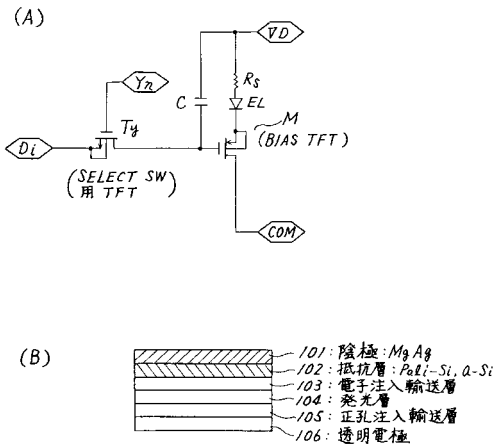 (A)
VD
Rs
EL
C
M
(BIAS TFT)
Yn
Ty
Di
(SELECT SW
用 TFT)
COM
(B)
101:陰極:MgAg
102:抵抗層:Poli-Si, a-Si
103:電子注入輸送層
104:発光層
105:正孔注入輸送層
106:透明電極